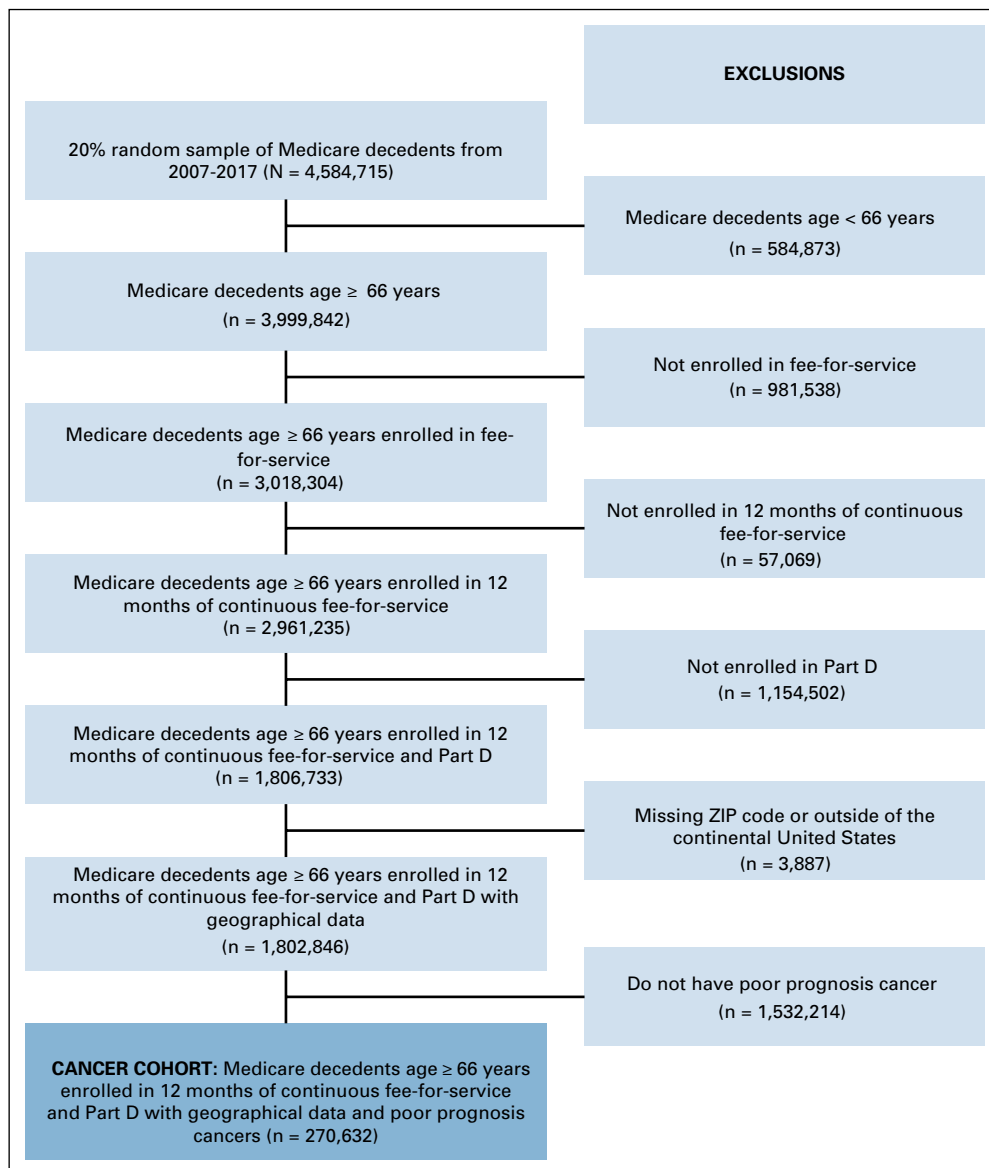 EXCLUSIONS
20% random sample of Medicare decedents from
2007-2017 (N = 4,584,715)
Medicare decedents age < 66 years
(n = 584,873)
Medicare decedents age ≥ 66 years
(n = 3,999,842)
Not enrolled in fee-for-service
(n = 981,538)
Medicare decedents age ≥ 66 years enrolled in fee-
for-service
(n = 3,018,304)
Not enrolled in 12 months of continuous
fee-for-service
(n = 57,069)
Medicare decedents age ≥ 66 years enrolled in 12
months of continuous fee-for-service
(n = 2,961,235)
Not enrolled in Part D
(n = 1,154,502)
Medicare decedents age ≥ 66 years enrolled in 12
months of continuous fee-for-service and Part D
(n = 1,806,733)
Missing ZIP code or outside of the
continental United States
(n = 3,887)
Medicare decedents age ≥ 66 years enrolled in 12
months of continuous fee-for-service and Part D with
geographical data
(n = 1,802,846)
Do not have poor prognosis cancer
(n = 1,532,214)
CANCER COHORT: Medicare decedents age ≥ 66 years
enrolled in 12 months of continuous fee-for-service
and Part D with geographical data and poor prognosis
cancers (n = 270,632)